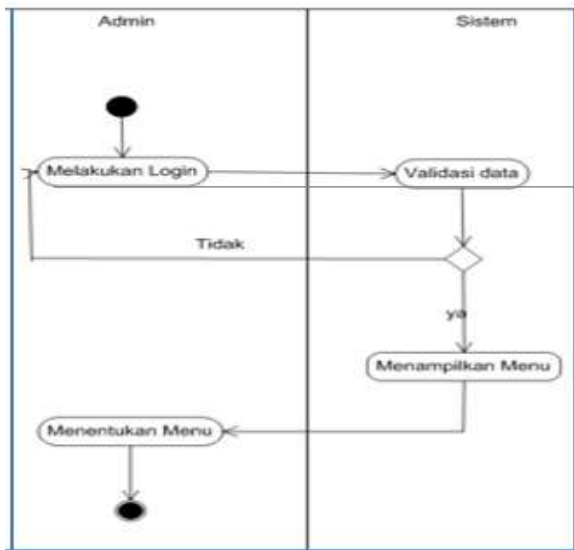 Admin
Sistem
Melakukan Login
Validasi data
Tidak
ya
Menampilkan Menu
Menentukan Menu